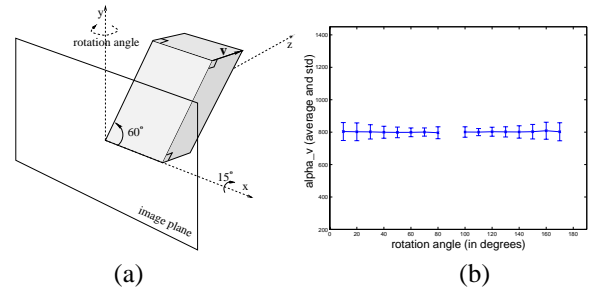 y
rotation angle
v
z
60°
15°
x
image plane
(a)
1400
1200
1000
800
600
400
200
alpha_v (average and std)
0 20 40 60 80 100 120 140 160 180
rotation angle (in degrees)
(b)